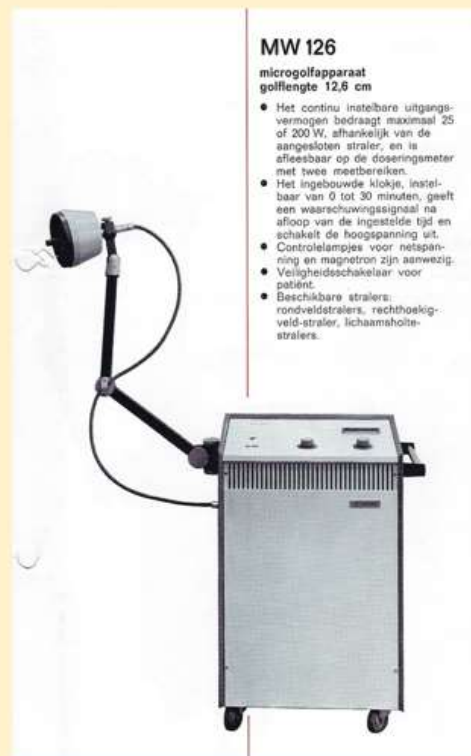 MW 126
microgolfapparaat
golflengte 12,6 cm
● Het continu instelbare uitgangs-
vermogen bedraagt maximaal 25
of 200 W, afhankelijk van de
aangesloten straler, en is
afleesbaar op de doseringsmeter
met twee meetbereiken.
● Het ingebouwde klokje, instel-
baar van 0 tot 30 minuten, geeft
een waarschuwingssignaal na
afloop van de ingestelde tijd en
schakelt de hoogspanning uit.
● Controlelampjes voor netspan-
ning en magnetron zijn aanwezig.
● Veiligheidsschakelaar voor
patiënt.
● Beschikbare stralers:
rondveldstralers, rechthoekig-
veld-straler, lichaamsholte-
stralers.